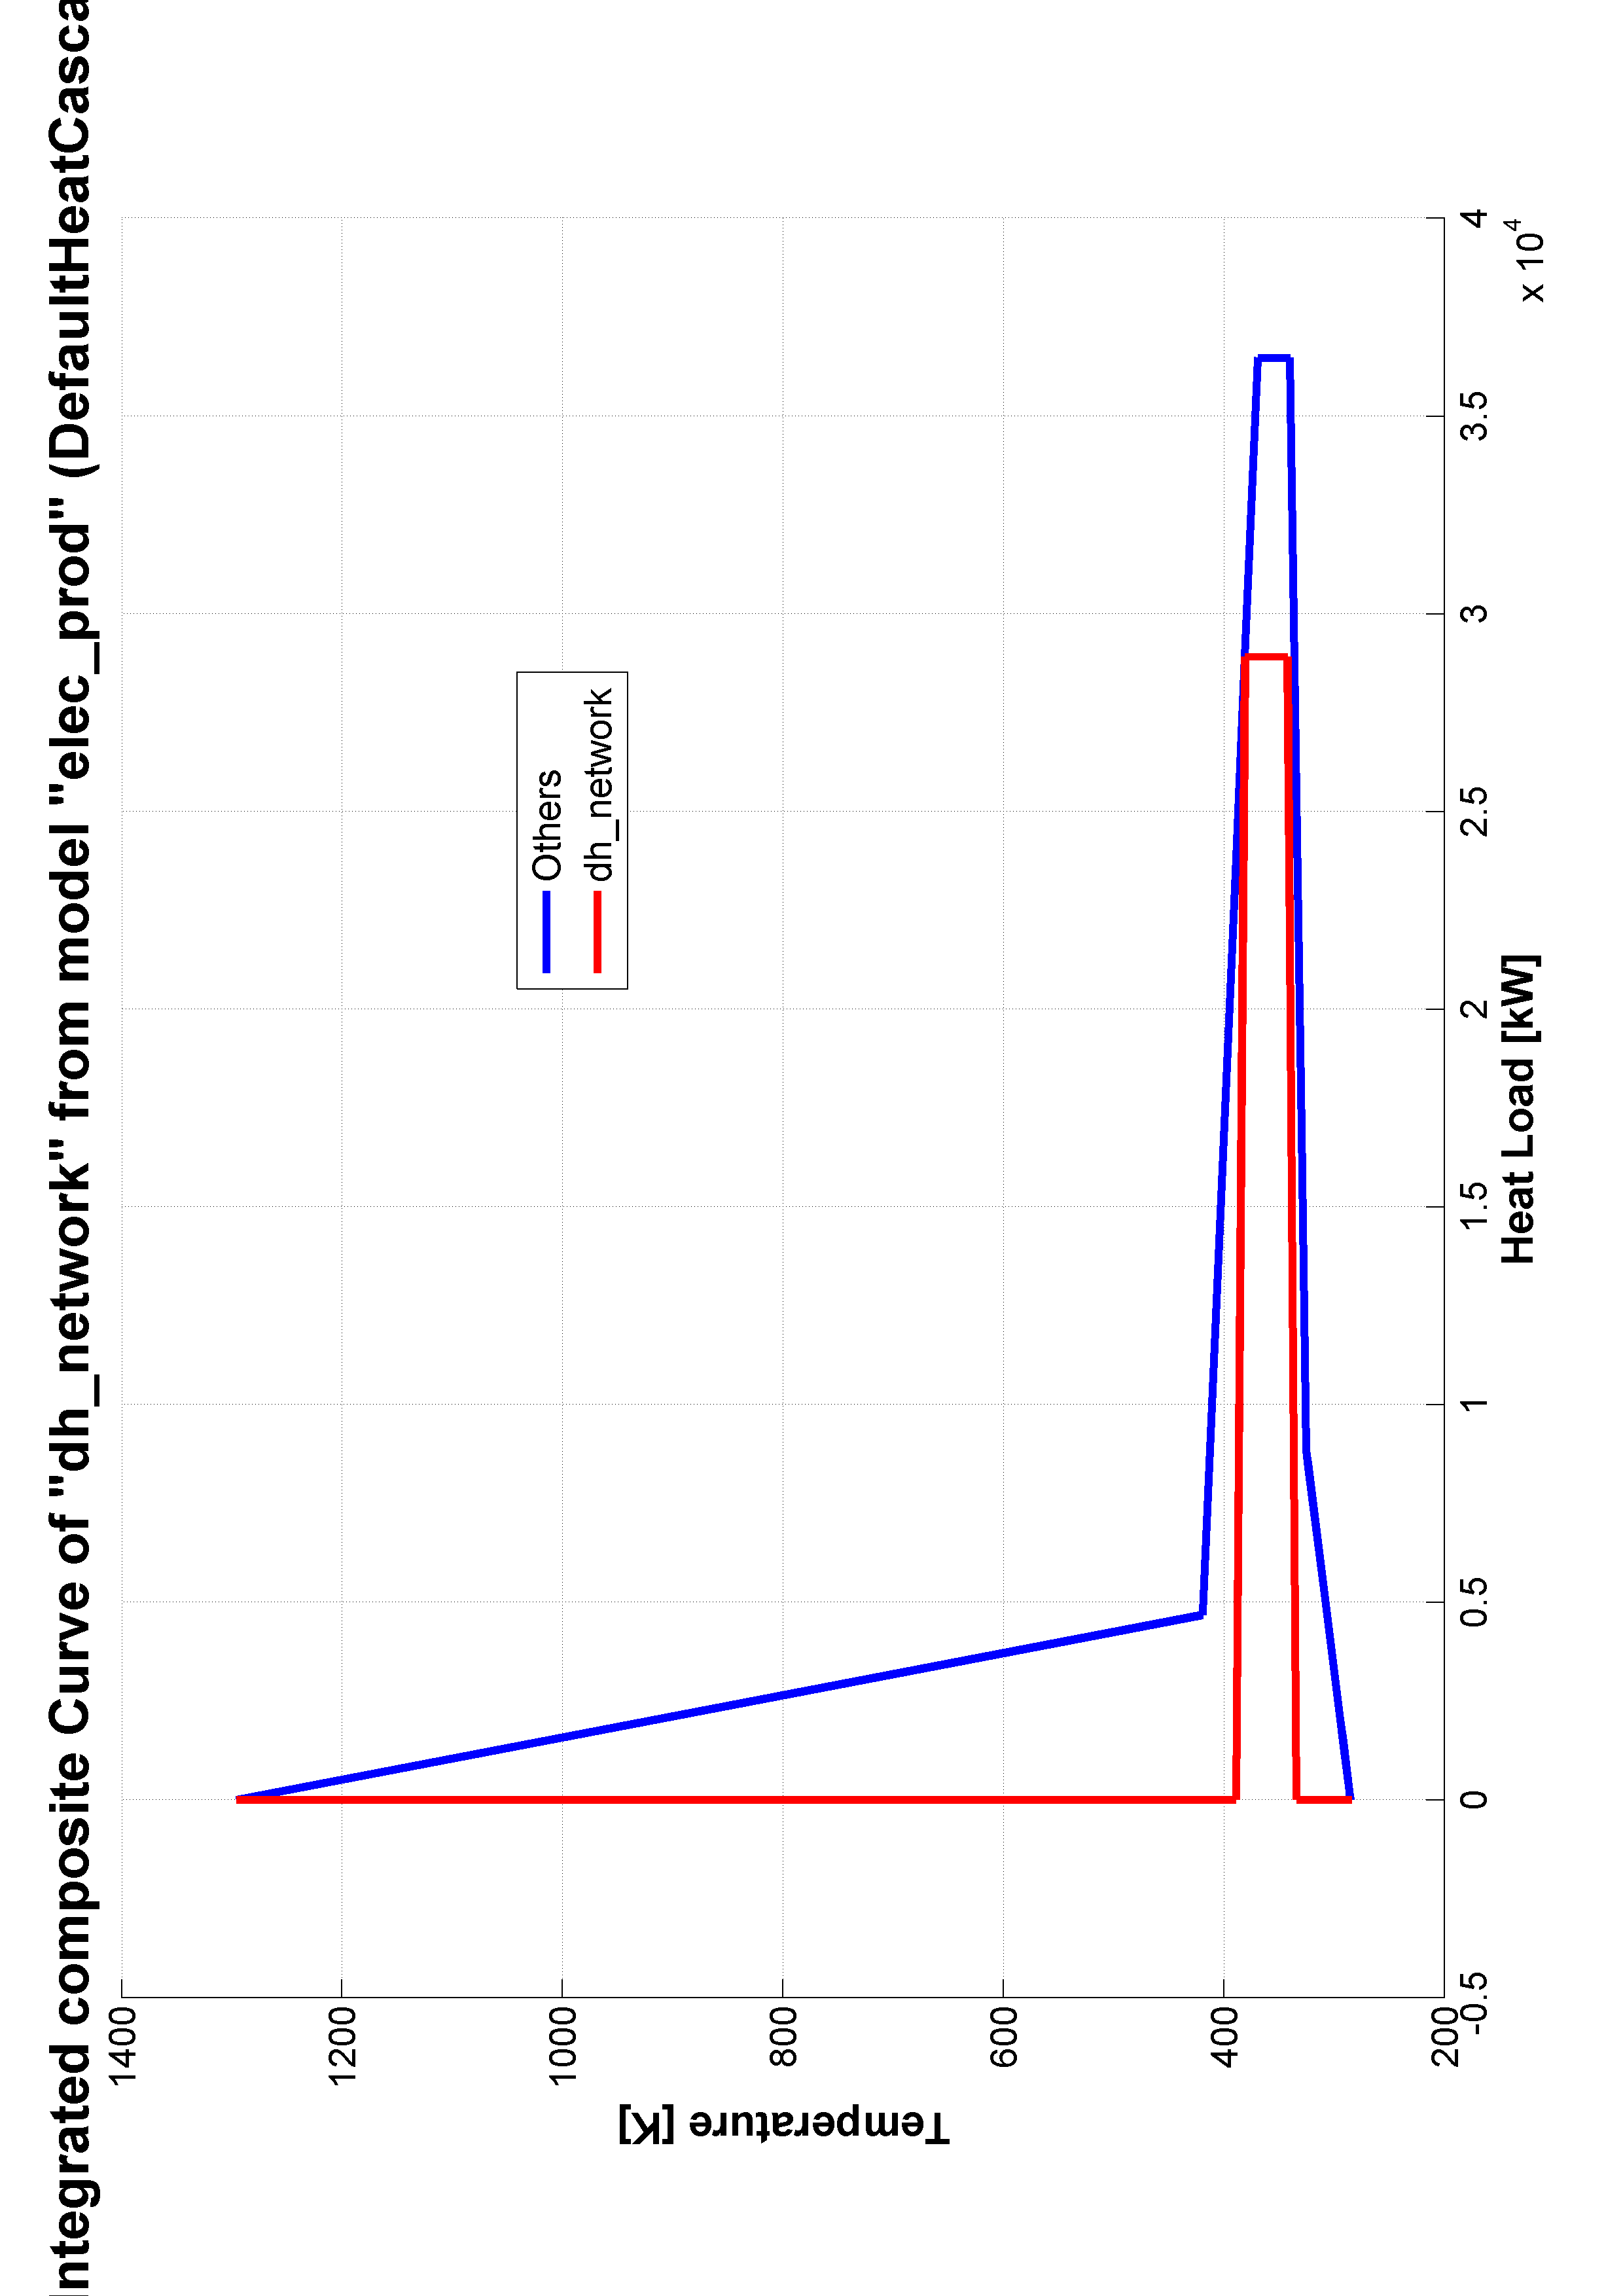 Integrated composite Curve of "dh_network" from model "elec_prod" (DefaultHeatCasca
1400
1200
1000
800
600
400
200
Temperature [K]
Others
dh_network
-0.5
0
0.5
1
1.5
2
2.5
3
3.5
4
x 10^4
Heat Load [kW]